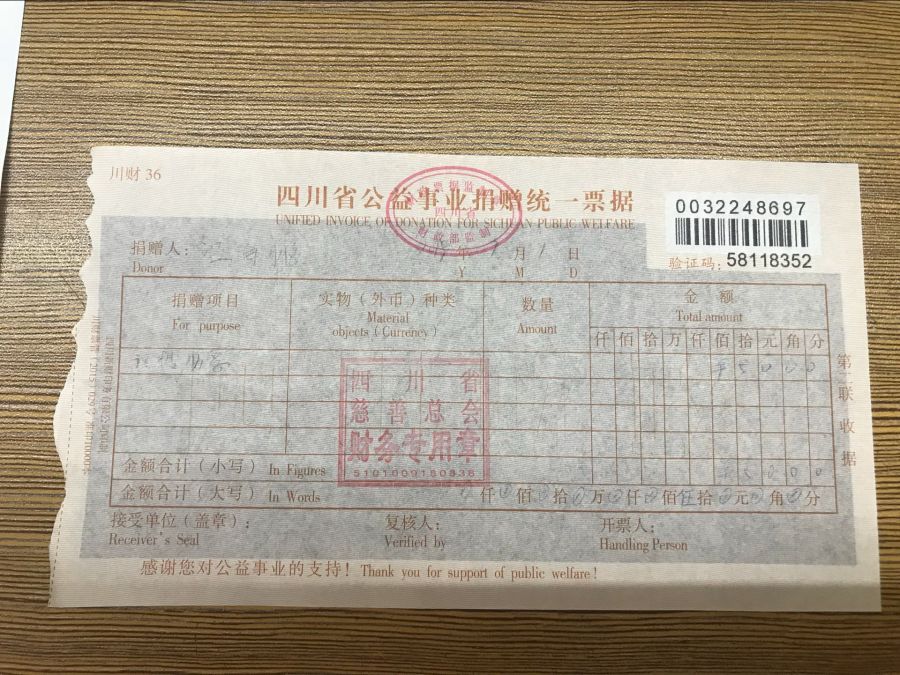 川财 36
四川省公益事业捐赠统一票据
UNIFIED INVOICE OF DONATION FOR SICHUAN PUBLIC WELFARE
0032248697
验证码：58118352
捐赠人 年 月 日
Donor Y M D
捐赠项目 实物（外币）种类 数量 金 额
For purpose Material objects (Currency) Amount Total amount
仟 佰 拾 万 仟 佰 拾 元 角 分
¥ 5 0 0 0
四川省
慈善总会
财务专用章
5101009180838
第二联 收据
金额合计（小写） In Figures
金额合计（大写） In Words 仟 佰 拾 万 仟 佰 拾 元 角 分
接受单位（盖章）： 复核人： 开票人：
Receiver's Seal Verified by Handling Person
感谢您对公益事业的支持！ Thank you for support of public welfare!